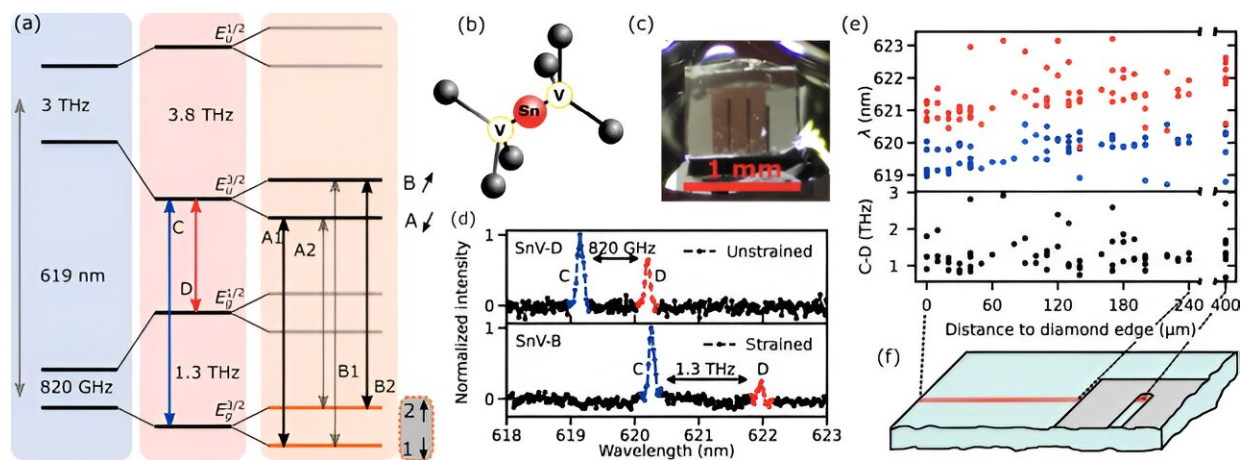 (a)
3 THz
619 nm
820 GHz
3.8 THz
1.3 THz
C
D
E_u^{1/2}
E_u^{3/2}
E_g^{1/2}
E_g^{3/2}
A1
A2
B1
B2
B
A
2
1
(b)
V
Sn
V
(c)
1 mm
(d)
Normalized intensity
1
0
SnV-D
820 GHz
C
D
Unstrained
1
0
SnV-B
1.3 THz
C
D
Strained
618 619 620 621 622 623
Wavelength (nm)
(e)
λ (nm)
623
622
621
620
619
C-D (THz)
3
2
1
0 60 120 180 240 400
Distance to diamond edge (μm)
(f)